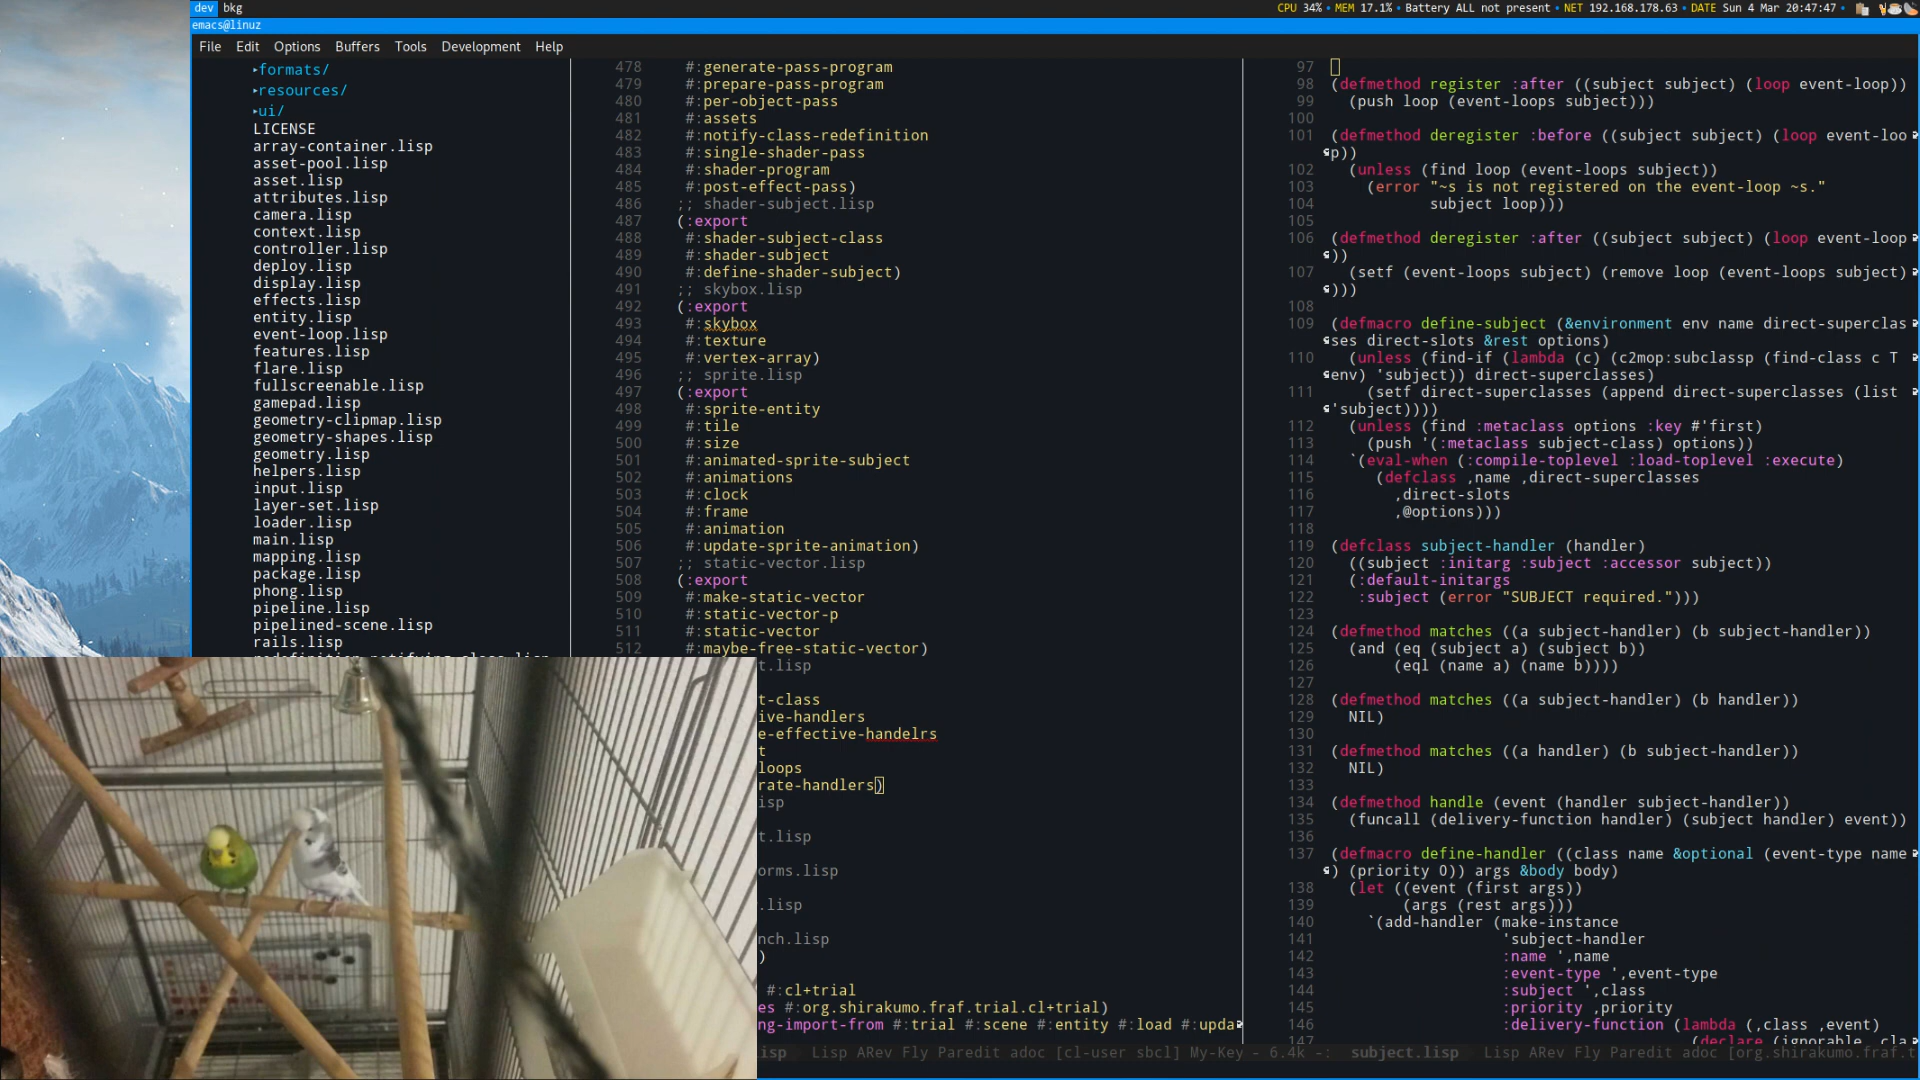 dev bkg
CPU 34% • MEM 17.1% • Battery ALL not present • NET 192.168.178.63 • DATE Sun 4 Mar 20:47:47 •
emacs@linuz
File Edit Options Buffers Tools Development Help
▸formats/
▸resources/
▸ui/
LICENSE
array-container.lisp
asset-pool.lisp
asset.lisp
attributes.lisp
camera.lisp
context.lisp
controller.lisp
deploy.lisp
display.lisp
effects.lisp
entity.lisp
event-loop.lisp
features.lisp
flare.lisp
fullscreenable.lisp
gamepad.lisp
geometry-clipmap.lisp
geometry-shapes.lisp
geometry.lisp
helpers.lisp
input.lisp
layer-set.lisp
loader.lisp
main.lisp
mapping.lisp
package.lisp
phong.lisp
pipeline.lisp
pipelined-scene.lisp
rails.lisp
478 #:generate-pass-program
479 #:prepare-pass-program
480 #:per-object-pass
481 #:assets
482 #:notify-class-redefinition
483 #:single-shader-pass
484 #:shader-program
485 #:post-effect-pass)
486 ;; shader-subject.lisp
487 (:export
488 #:shader-subject-class
489 #:shader-subject
490 #:define-shader-subject)
491 ;; skybox.lisp
492 (:export
493 #:skybox
494 #:texture
495 #:vertex-array)
496 ;; sprite.lisp
497 (:export
498 #:sprite-entity
499 #:tile
500 #:size
501 #:animated-sprite-subject
502 #:animations
503 #:clock
504 #:frame
505 #:animation
506 #:update-sprite-animation)
507 ;; static-vector.lisp
508 (:export
509 #:make-static-vector
510 #:static-vector-p
511 #:static-vector
512 #:maybe-free-static-vector)
t.lisp
t-class
ive-handlers
e-effective-handelrs
t
loops
rate-handlers)
isp
t.lisp
orms.lisp
.lisp
nch.lisp
)
#:cl+trial
es #:org.shirakumo.fraf.trial.cl+trial)
ng-import-from #:trial #:scene #:entity #:load #:upda
isp Lisp ARev Fly Paredit adoc [cl-user sbcl] My-Key - 6.4k
97
98 (defmethod register :after ((subject subject) (loop event-loop))
99 (push loop (event-loops subject)))
100
101 (defmethod deregister :before ((subject subject) (loop event-loo
p))
102 (unless (find loop (event-loops subject))
103 (error "~s is not registered on the event-loop ~s."
104 subject loop)))
105
106 (defmethod deregister :after ((subject subject) (loop event-loop
))
107 (setf (event-loops subject) (remove loop (event-loops subject)
)))
108
109 (defmacro define-subject (&environment env name direct-superclas
ses direct-slots &rest options)
110 (unless (find-if (lambda (c) (c2mop:subclassp (find-class c T
env) 'subject)) direct-superclasses)
111 (setf direct-superclasses (append direct-superclasses (list
'subject))))
112 (unless (find :metaclass options :key #'first)
113 (push '(:metaclass subject-class) options))
114 `(eval-when (:compile-toplevel :load-toplevel :execute)
115 (defclass ,name ,direct-superclasses
116 ,direct-slots
117 ,@options)))
118
119 (defclass subject-handler (handler)
120 ((subject :initarg :subject :accessor subject))
121 (:default-initargs
122 :subject (error "SUBJECT required.")))
123
124 (defmethod matches ((a subject-handler) (b subject-handler))
125 (and (eq (subject a) (subject b))
126 (eql (name a) (name b))))
127
128 (defmethod matches ((a subject-handler) (b handler))
129 NIL)
130
131 (defmethod matches ((a handler) (b subject-handler))
132 NIL)
133
134 (defmethod handle (event (handler subject-handler))
135 (funcall (delivery-function handler) (subject handler) event))
136
137 (defmacro define-handler ((class name &optional (event-type name
) (priority 0)) args &body body)
138 (let ((event (first args))
139 (args (rest args)))
140 `(add-handler (make-instance
141 'subject-handler
142 :name ',name
143 :event-type ',event-type
144 :subject ',class
145 :priority ,priority
146 :delivery-function (lambda (,class ,event)
147 (declare (ignorable ,cla
-: subject.lisp Lisp ARev Fly Paredit adoc [org.shirakumo.fraf.t